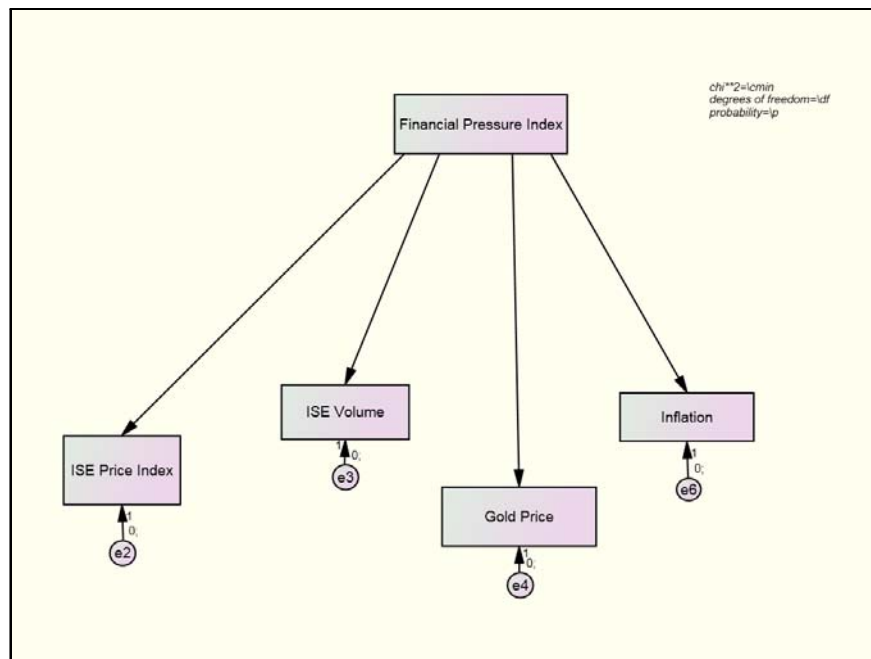 chi**2=\cmin
degrees of freedom=\df
probability=\p
Financial Pressure Index
ISE Volume
Inflation
ISE Price Index
Gold Price
1
0;
e3
1
0;
e6
1
0;
e2
1
0;
e4